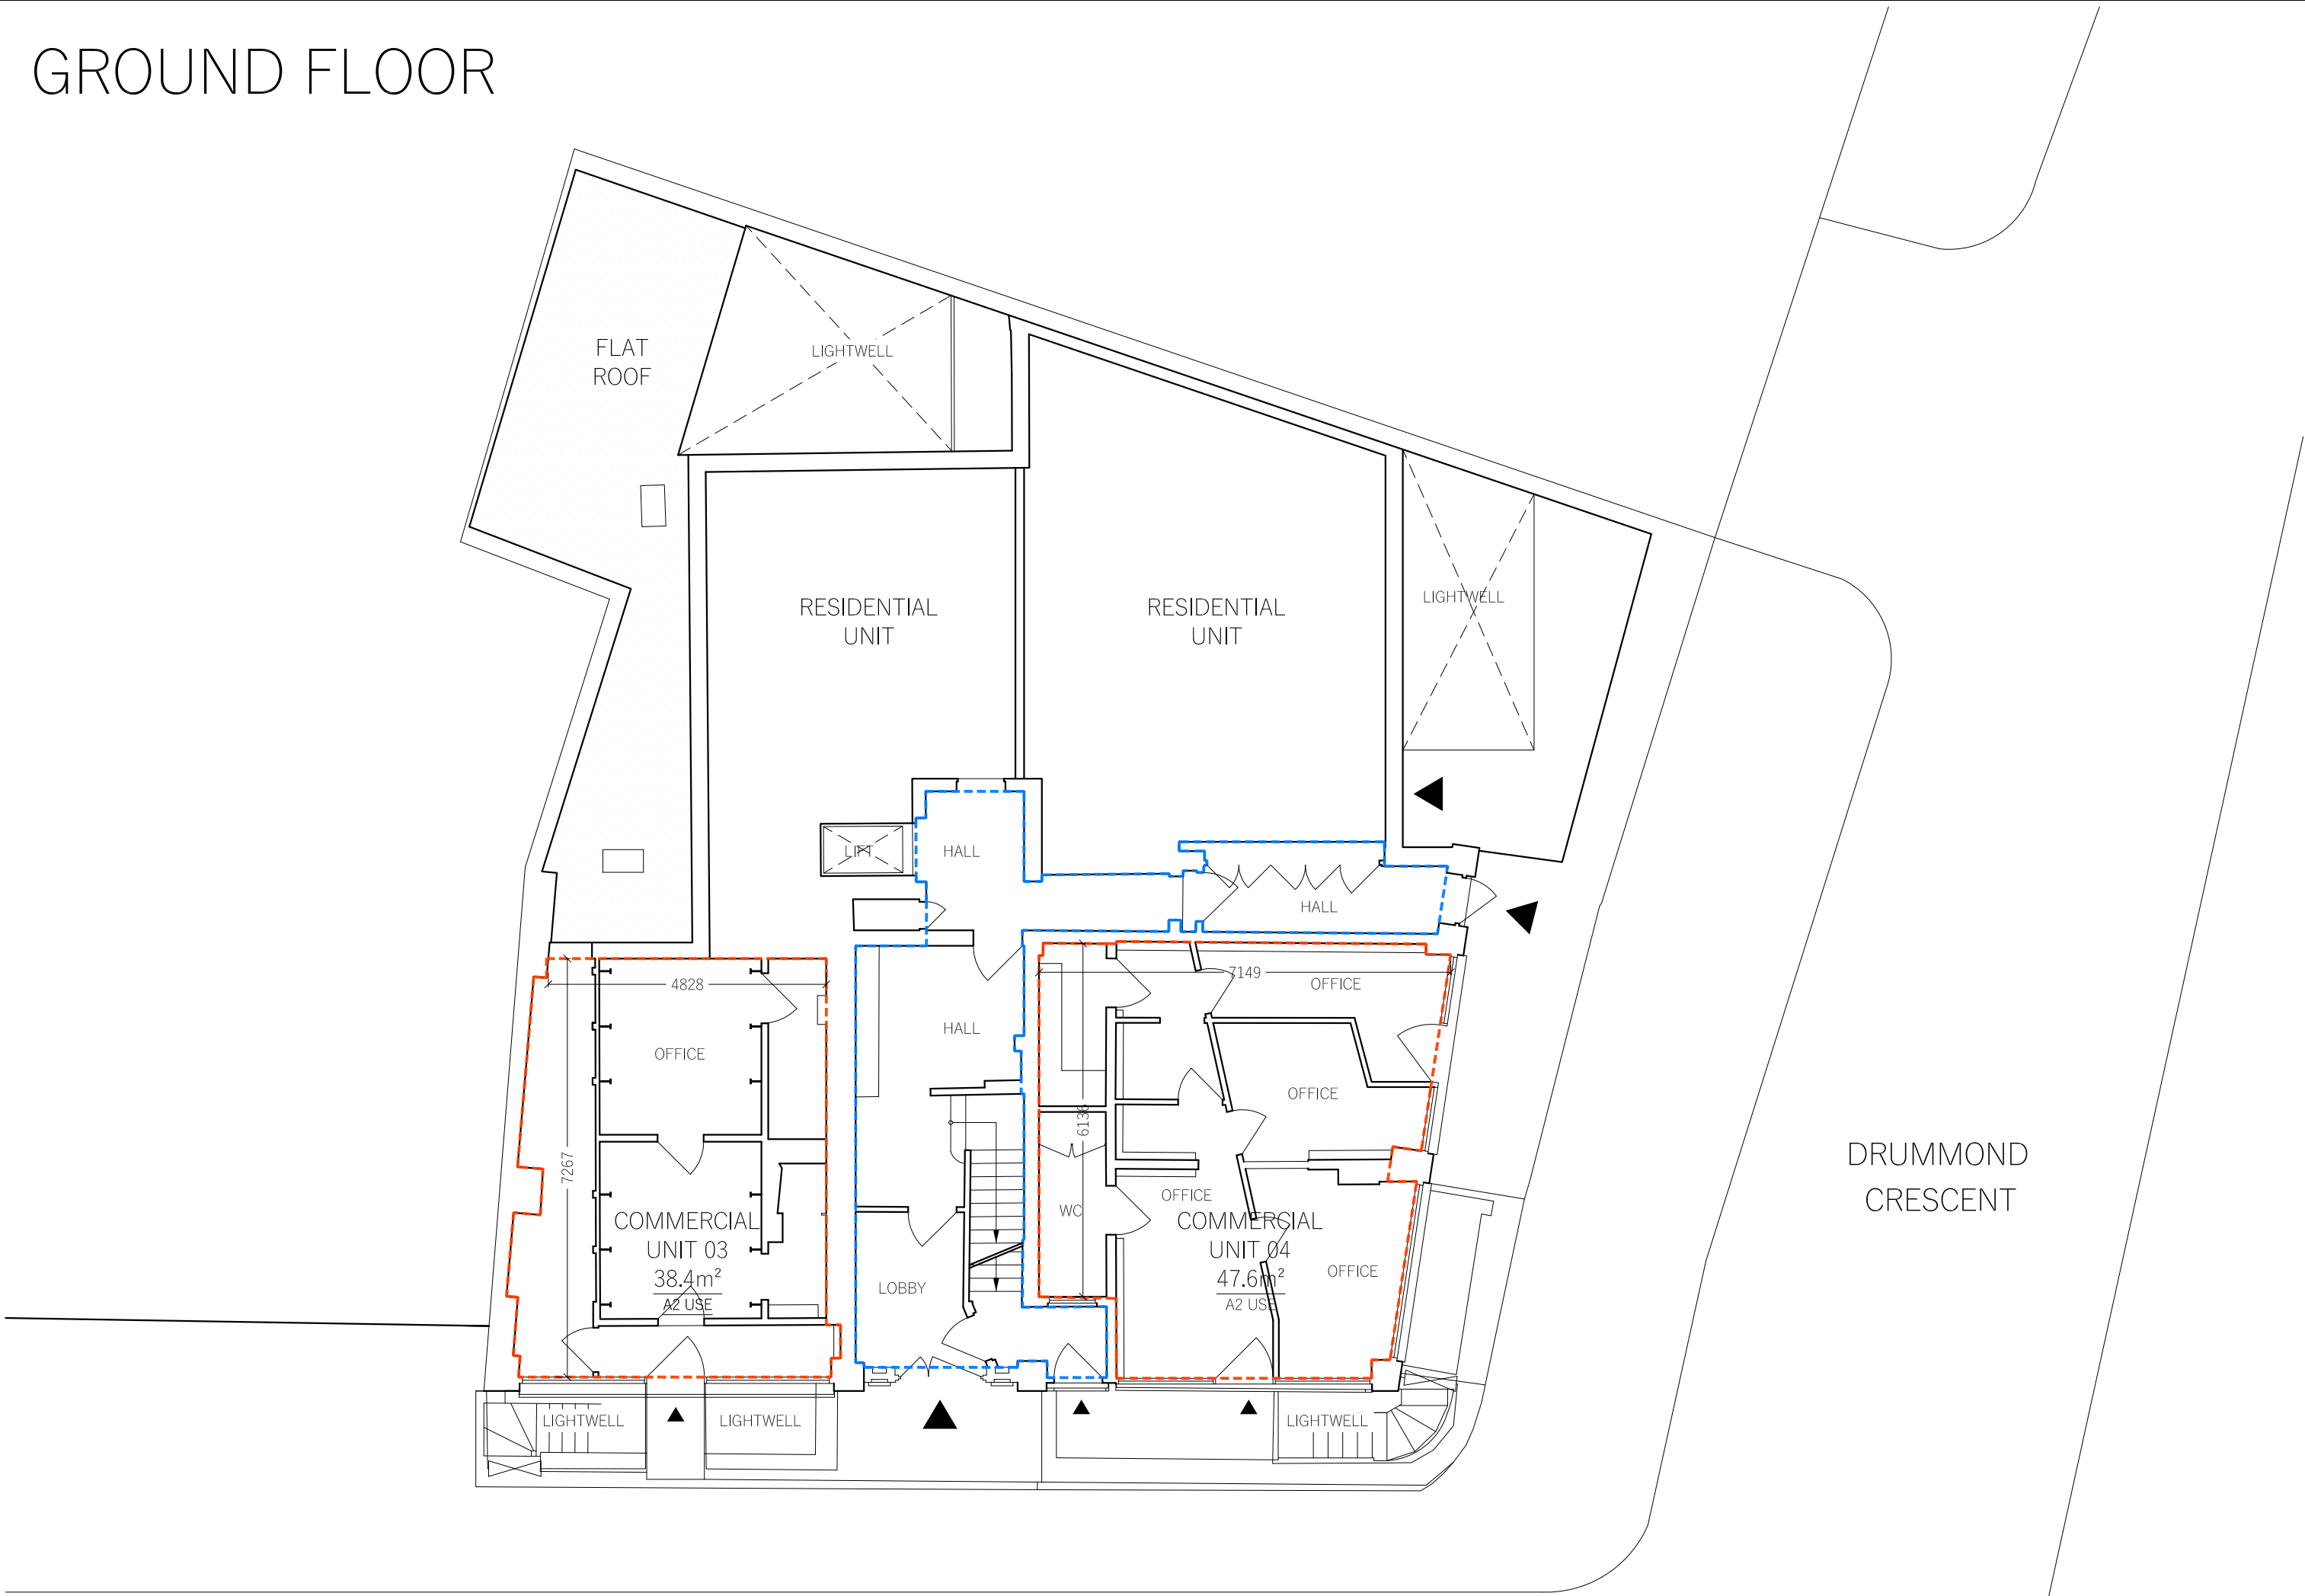 GROUND FLOOR
FLAT
ROOF
LIGHTWELL
RESIDENTIAL
UNIT
RESIDENTIAL
UNIT
LIGHTWELL
LIFT
HALL
HALL
4828
7149
OFFICE
HALL
OFFICE
OFFICE
6136
7267
DRUMMOND
CRESCENT
OFFICE
WC
COMMERCIAL
UNIT 03
38.4m²
A2 USE
COMMERCIAL
UNIT 04
47.6m²
A2 USE
LOBBY
OFFICE
LIGHTWELL
LIGHTWELL
LIGHTWELL